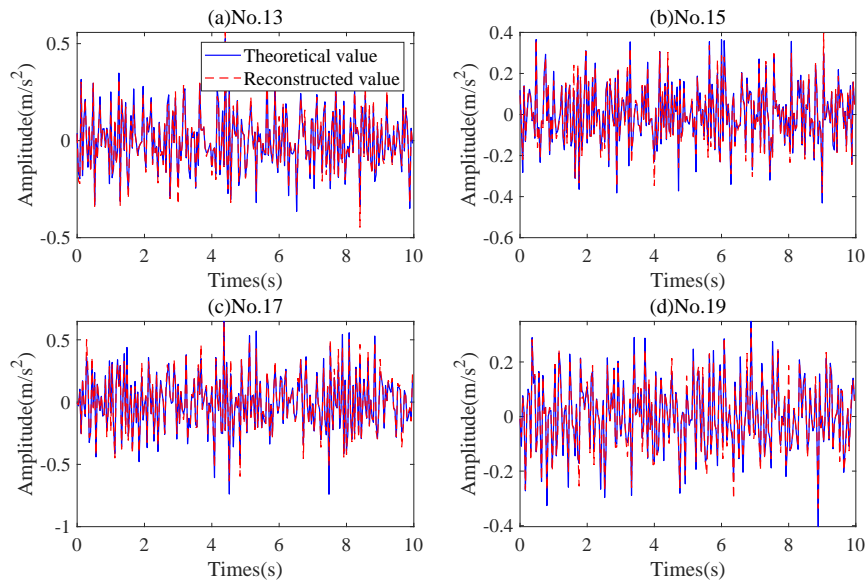 (a)No.13
Theoretical value
Reconstructed value
Amplitude(m/s²)
0.5
0
-0.5
0 2 4 6 8 10
Times(s)
(b)No.15
Amplitude(m/s²)
0.4
0.2
0
-0.2
-0.4
-0.6
0 2 4 6 8 10
Times(s)
(c)No.17
Amplitude(m/s²)
0.5
0
-0.5
-1
0 2 4 6 8 10
Times(s)
(d)No.19
Amplitude(m/s²)
0.2
0
-0.2
-0.4
0 2 4 6 8 10
Times(s)